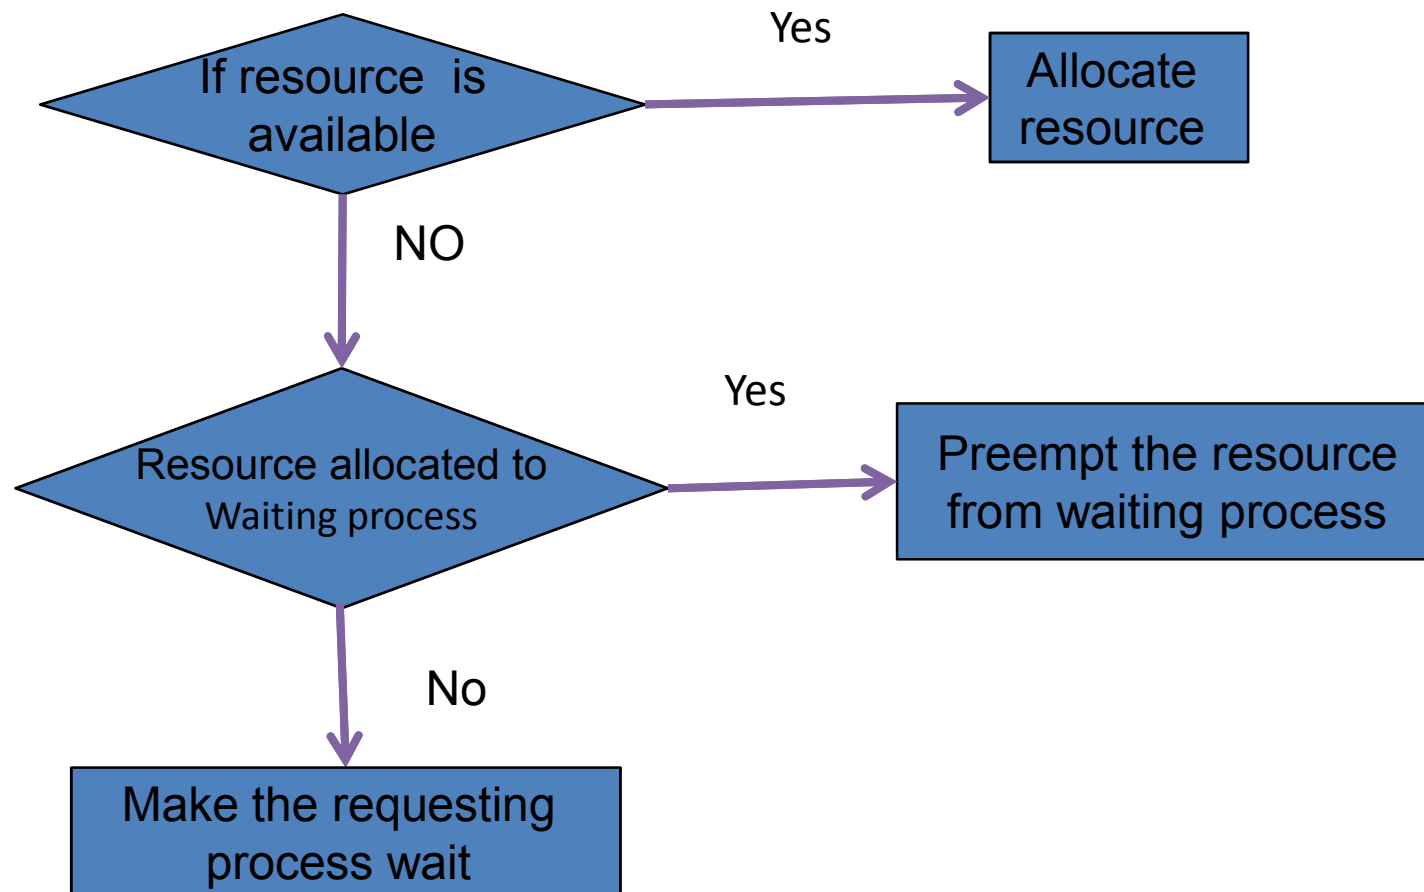 If resource is
available
Yes
Allocate
resource
NO
Resource allocated to
Waiting process
Yes
Preempt the resource
from waiting process
No
Make the requesting
process wait